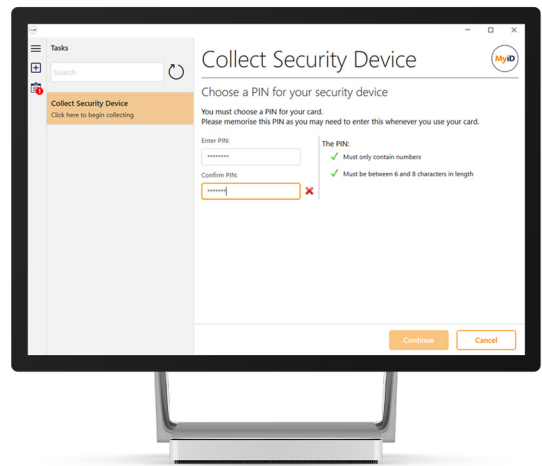 Tasks
Search
Collect Security Device
Click here to begin collecting
1
Collect Security Device
MyiD
Choose a PIN for your security device
You must choose a PIN for your card.
Please memorise this PIN as you may need to enter this whenever you use your card.
Enter PIN:
********
Confirm PIN:
*******
The PIN:
Must only contain numbers
Must be between 6 and 8 characters in length
Continue
Cancel